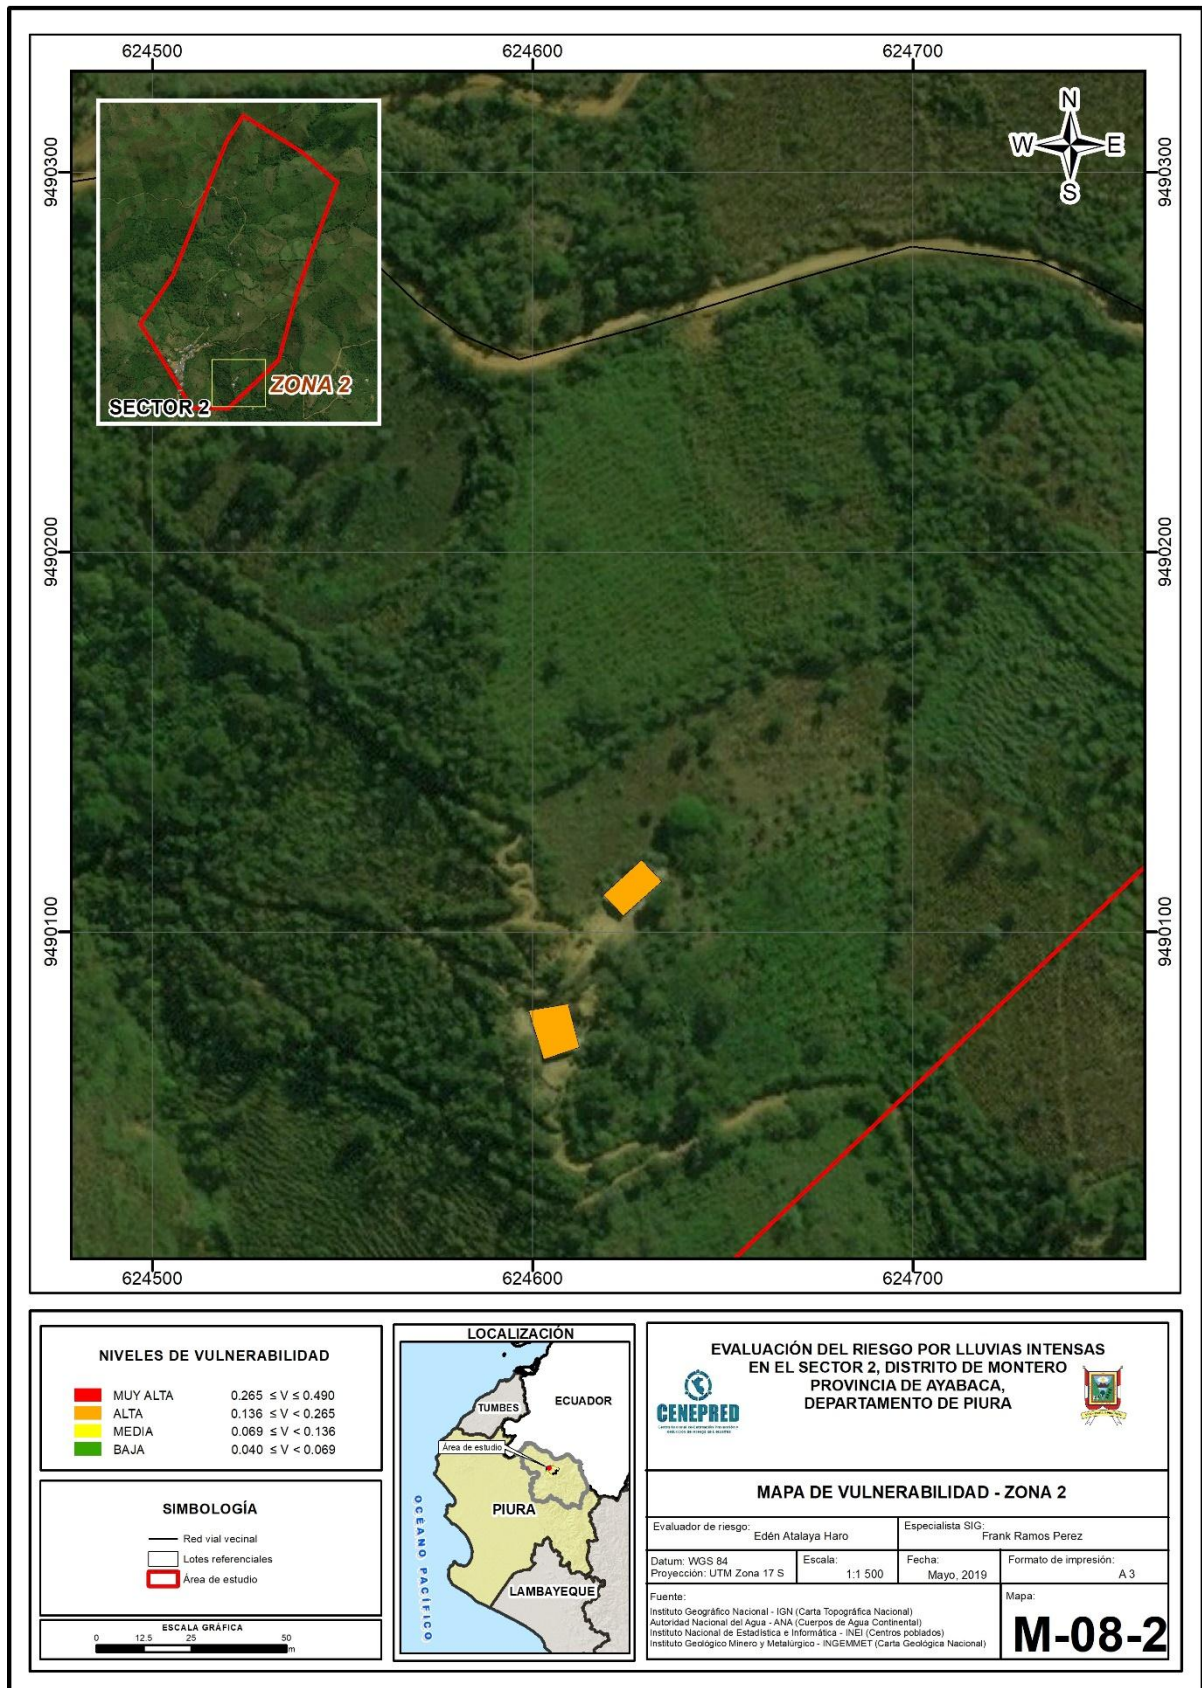 624500
624600
624700
9490300
9490300
N
W
E
S
ZONA 2
SECTOR 2
9490200
9490200
9490100
9490100
624500
624600
624700
NIVELES DE VULNERABILIDAD
MUY ALTA 0.265 ≤ V ≤ 0.490
ALTA 0.136 ≤ V < 0.265
MEDIA 0.069 ≤ V < 0.136
BAJA 0.040 ≤ V < 0.069
SIMBOLOGÍA
Red vial vecinal
Lotes referenciales
Área de estudio
ESCALA GRÁFICA
0 12.5 25 50
m
LOCALIZACIÓN
ECUADOR
TUMBES
Área de estudio
PIURA
OCÉANO PACÍFICO
LAMBAYEQUE
EVALUACIÓN DEL RIESGO POR LLUVIAS INTENSAS
EN EL SECTOR 2, DISTRITO DE MONTERO
PROVINCIA DE AYABACA,
DEPARTAMENTO DE PIURA
CENEPRED
MAPA DE VULNERABILIDAD - ZONA 2
Evaluador de riesgo:
Edén Atalaya Haro
Especialista SIG:
Frank Ramos Perez
Datum: WGS 84
Proyección: UTM Zona 17 S
Escala:
1:1 500
Fecha:
Mayo, 2019
Formato de impresión:
A 3
Fuente:
Instituto Geográfico Nacional - IGN (Carta Topográfica Nacional)
Autoridad Nacional del Agua - ANA (Cuerpos de Agua Continental)
Instituto Nacional de Estadística e Informática - INEI (Centros poblados)
Instituto Geológico Minero y Metalúrgico - INGEMMET (Carta Geológica Nacional)
Mapa:
M-08-2